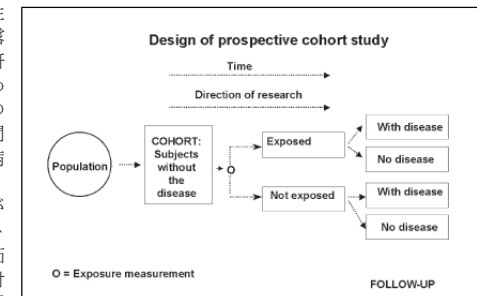 Design of prospective cohort study
Time
Direction of research
Population
COHORT:
Subjects
without
the
disease
O
Exposed
Not exposed
With disease
No disease
With disease
No disease
O = Exposure measurement
FOLLOW-UP